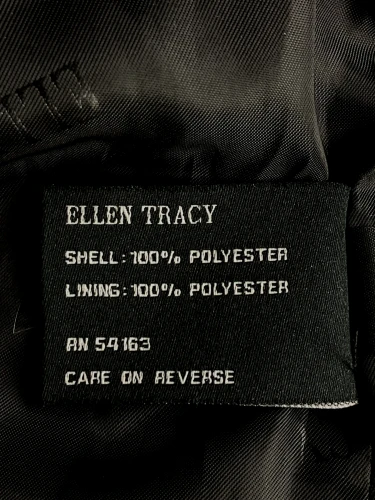 ELLEN TRACY
SHELL: 100% POLYESTER
LINING: 100% POLYESTER
RN 54163
CARE ON REVERSE